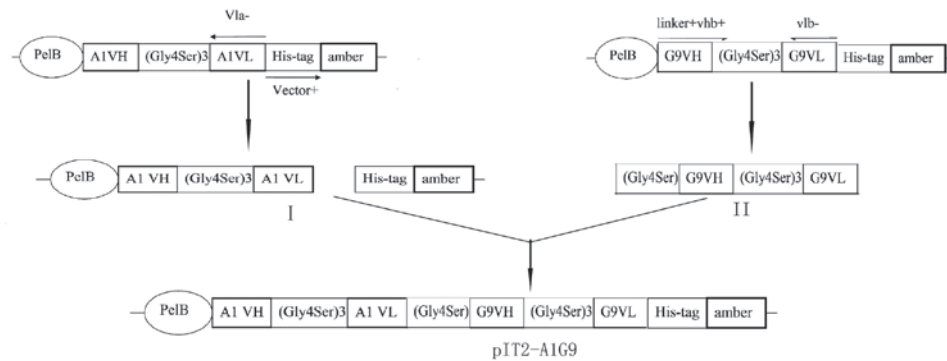 Vla-
PelB A1VH (Gly4Ser)3 A1VL His-tag amber
Vector+
linker+vhb+ vlb-
PelB G9VH (Gly4Ser)3 G9VL His-tag amber
PelB A1 VH (Gly4Ser)3 A1 VL His-tag amber
I
(Gly4Ser) G9VH (Gly4Ser)3 G9VL
II
PelB A1 VH (Gly4Ser)3 A1 VL (Gly4Ser) G9VH (Gly4Ser)3 G9VL His-tag amber
pIT2-A1G9